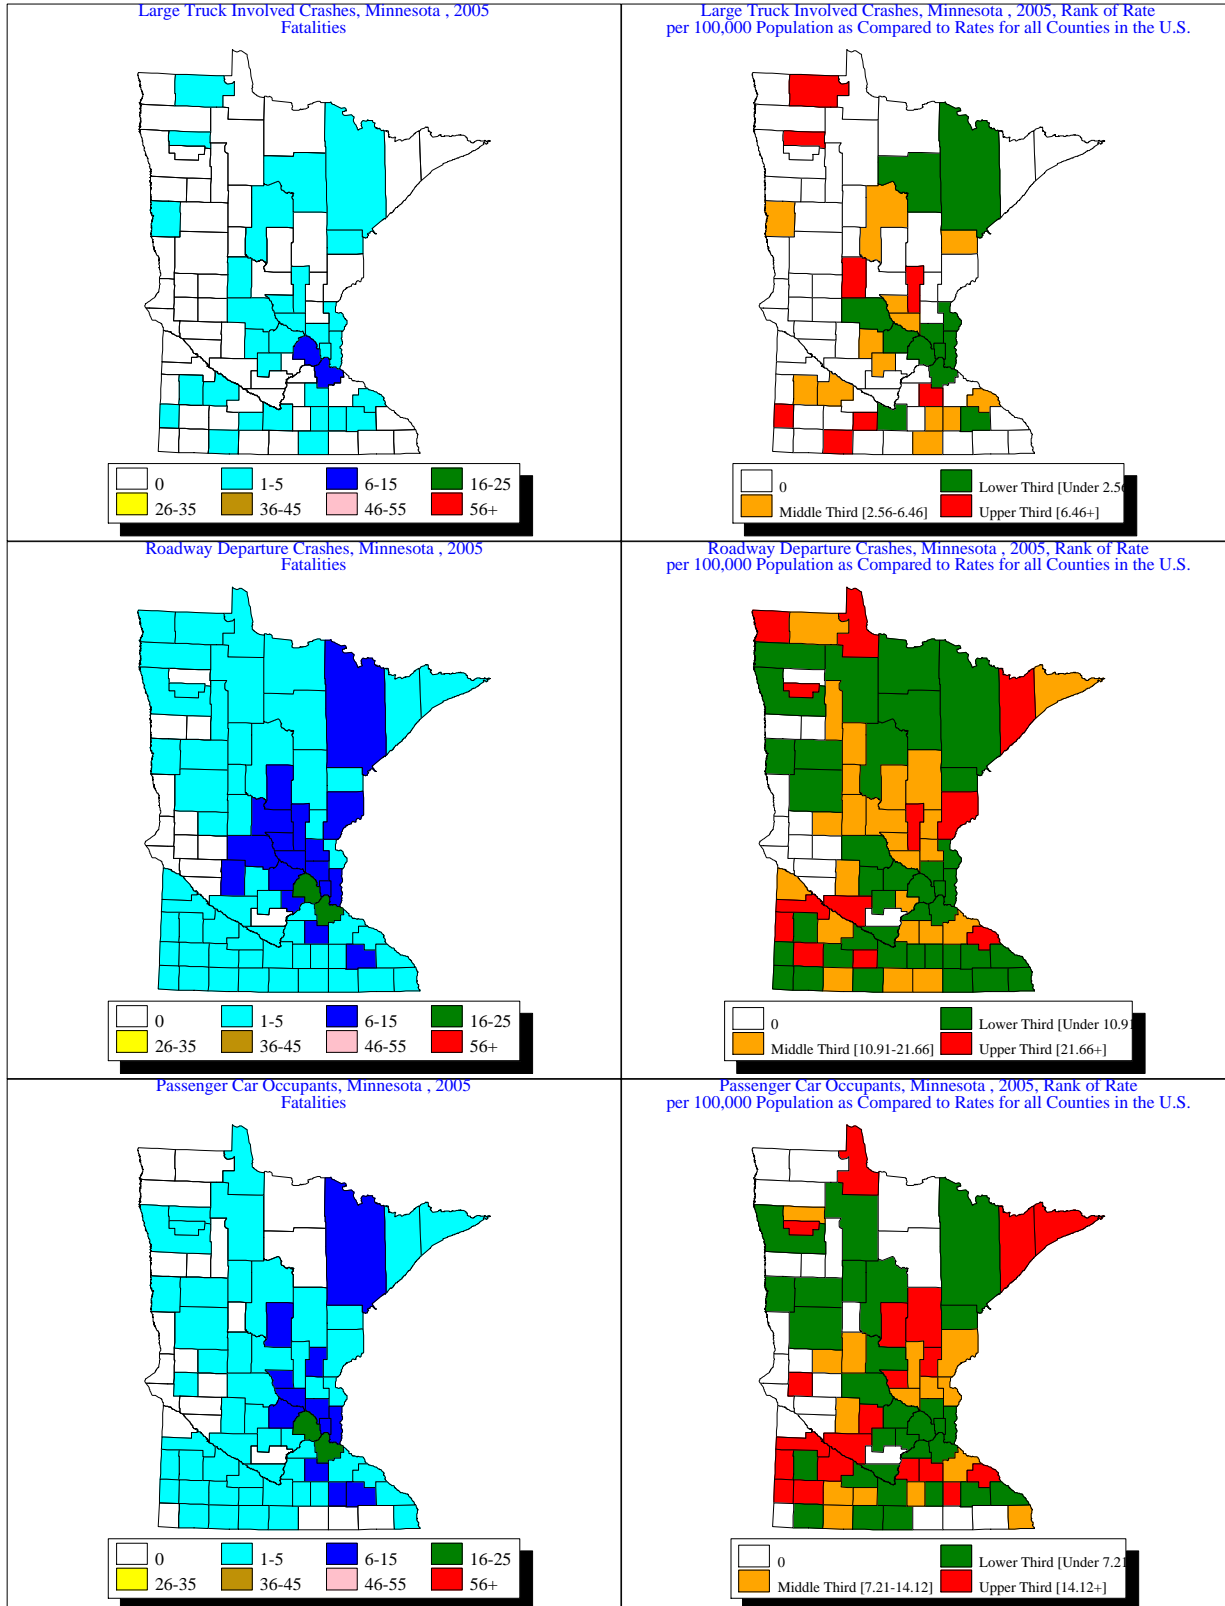 Large Truck Involved Crashes, Minnesota , 2005
Fatalities
0
1-5
6-15
16-25
26-35
36-45
46-55
56+
Large Truck Involved Crashes, Minnesota , 2005, Rank of Rate
per 100,000 Population as Compared to Rates for all Counties in the U.S.
0
Lower Third [Under 2.56
Middle Third [2.56-6.46]
Upper Third [6.46+]
Roadway Departure Crashes, Minnesota , 2005
Fatalities
0
1-5
6-15
16-25
26-35
36-45
46-55
56+
Roadway Departure Crashes, Minnesota , 2005, Rank of Rate
per 100,000 Population as Compared to Rates for all Counties in the U.S.
0
Lower Third [Under 10.91
Middle Third [10.91-21.66]
Upper Third [21.66+]
Passenger Car Occupants, Minnesota , 2005
Fatalities
0
1-5
6-15
16-25
26-35
36-45
46-55
56+
Passenger Car Occupants, Minnesota , 2005, Rank of Rate
per 100,000 Population as Compared to Rates for all Counties in the U.S.
0
Lower Third [Under 7.21
Middle Third [7.21-14.12]
Upper Third [14.12+]